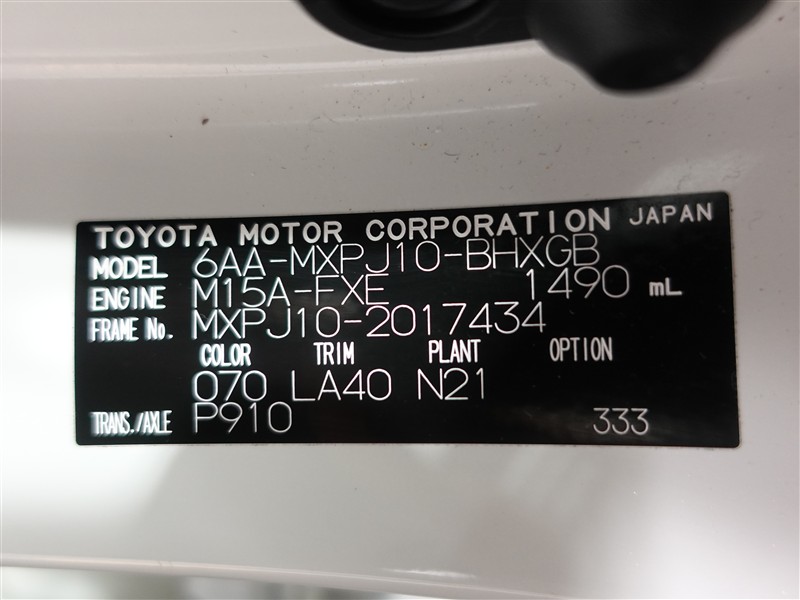 TOYOTA MOTOR CORPORATION JAPAN
MODEL 6AA-MXPJ10-BHXGB
ENGINE M15A-FXE 1490 mL
FRAME No. MXPJ10-2017434
COLOR TRIM PLANT OPTION
070 LA40 N21
TRANS./AXLE P910 333